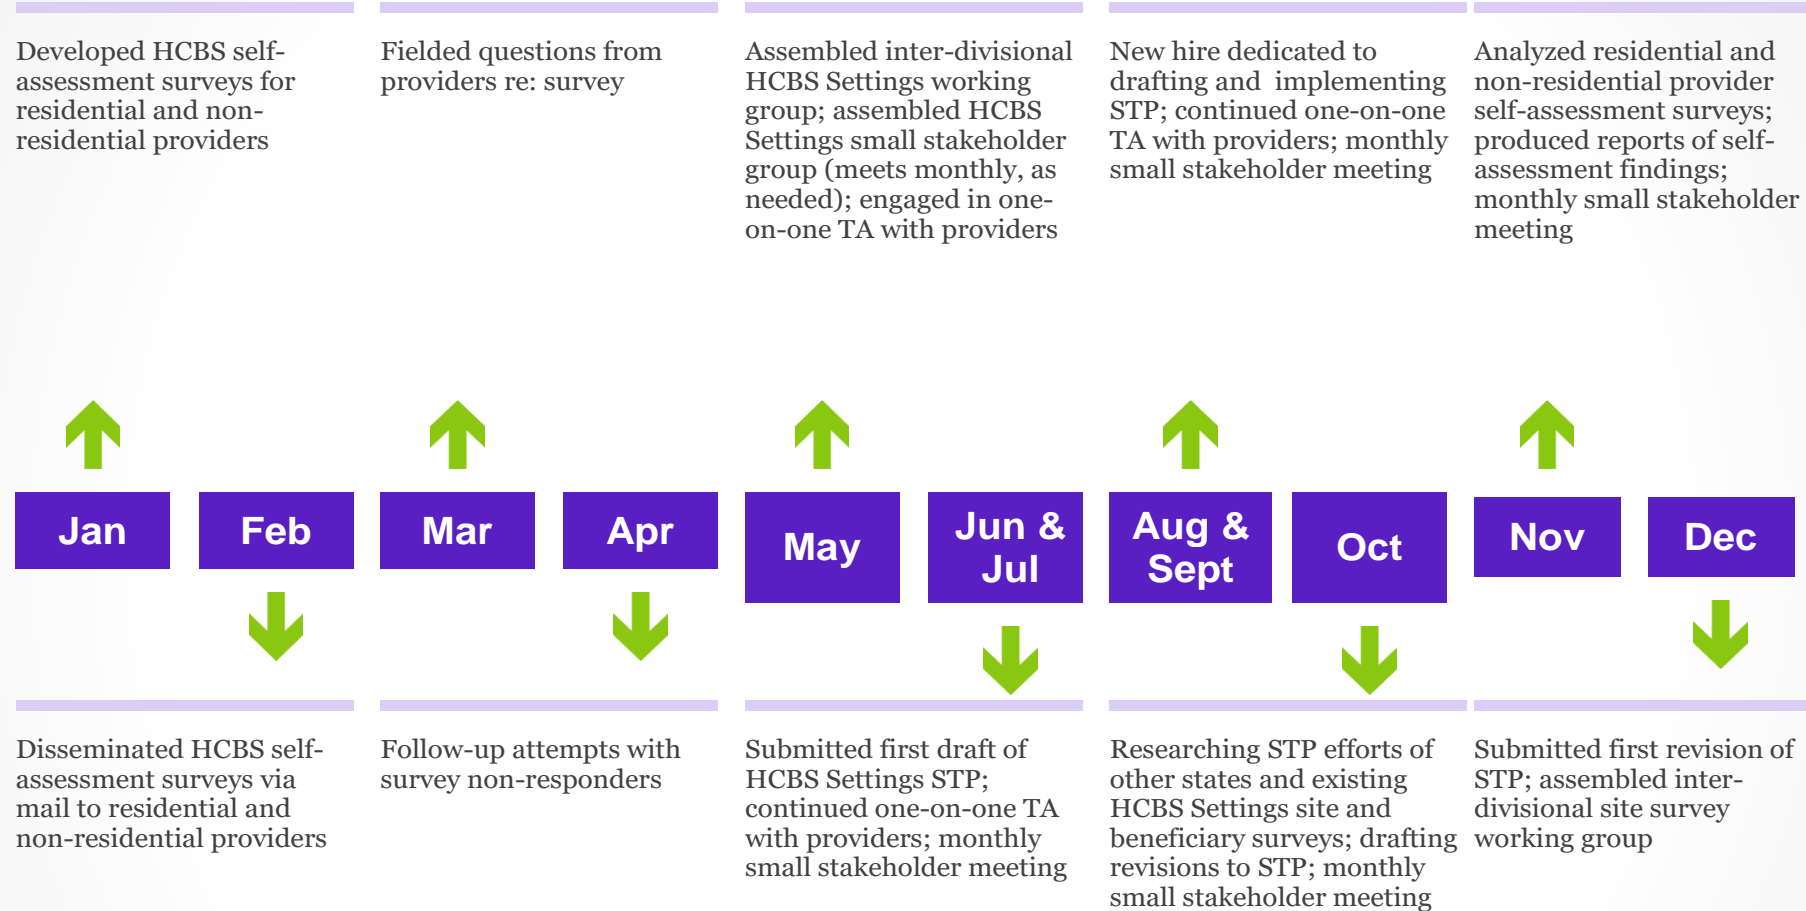 Developed HCBS self-
assessment surveys for
residential and non-
residential providers
Fielded questions from
providers re: survey
Assembled inter-divisional
HCBS Settings working
group; assembled HCBS
Settings small stakeholder
group (meets monthly, as
needed); engaged in one-
on-one TA with providers
New hire dedicated to
drafting and  implementing
STP; continued one-on-one
TA with providers; monthly
small stakeholder meeting
Analyzed residential and
non-residential provider
self-assessment surveys;
produced reports of self-
assessment findings;
monthly small stakeholder
meeting
Jan
Feb
Mar
Apr
May
Jun &
Jul
Aug &
Sept
Oct
Nov
Dec
Disseminated HCBS self-
assessment surveys via
mail to residential and
non-residential providers
Follow-up attempts with
survey non-responders
Submitted first draft of
HCBS Settings STP;
continued one-on-one TA
with providers; monthly
small stakeholder meeting
Researching STP efforts of
other states and existing
HCBS Settings site and
beneficiary surveys; drafting
revisions to STP; monthly
small stakeholder meeting
Submitted first revision of
STP; assembled inter-
divisional site survey
working group